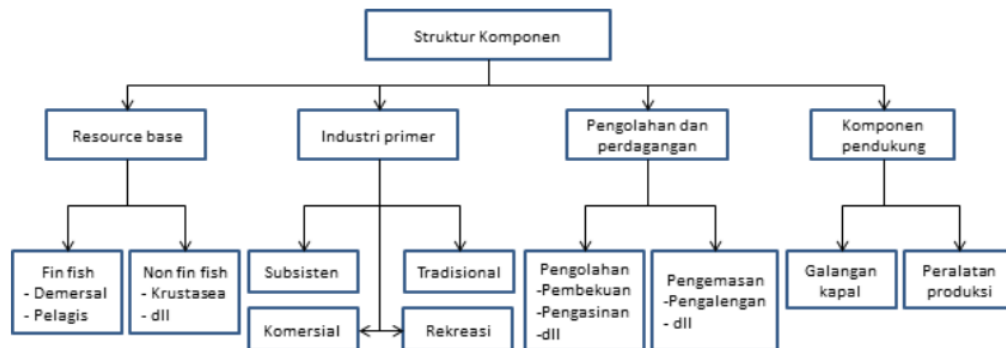 Struktur Komponen
Resource base
Industri primer
Pengolahan dan
perdagangan
Komponen
pendukung
Fin fish
- Demersal
- Pelagis
Non fin fish
- Krustasea
- dll
Subsisten
Tradisional
Komersial
Rekreasi
Pengolahan
-Pembekuan
-Pengasinan
-dll
Pengemasan
-Pengalengan
- dll
Galangan
kapal
Peralatan
produksi